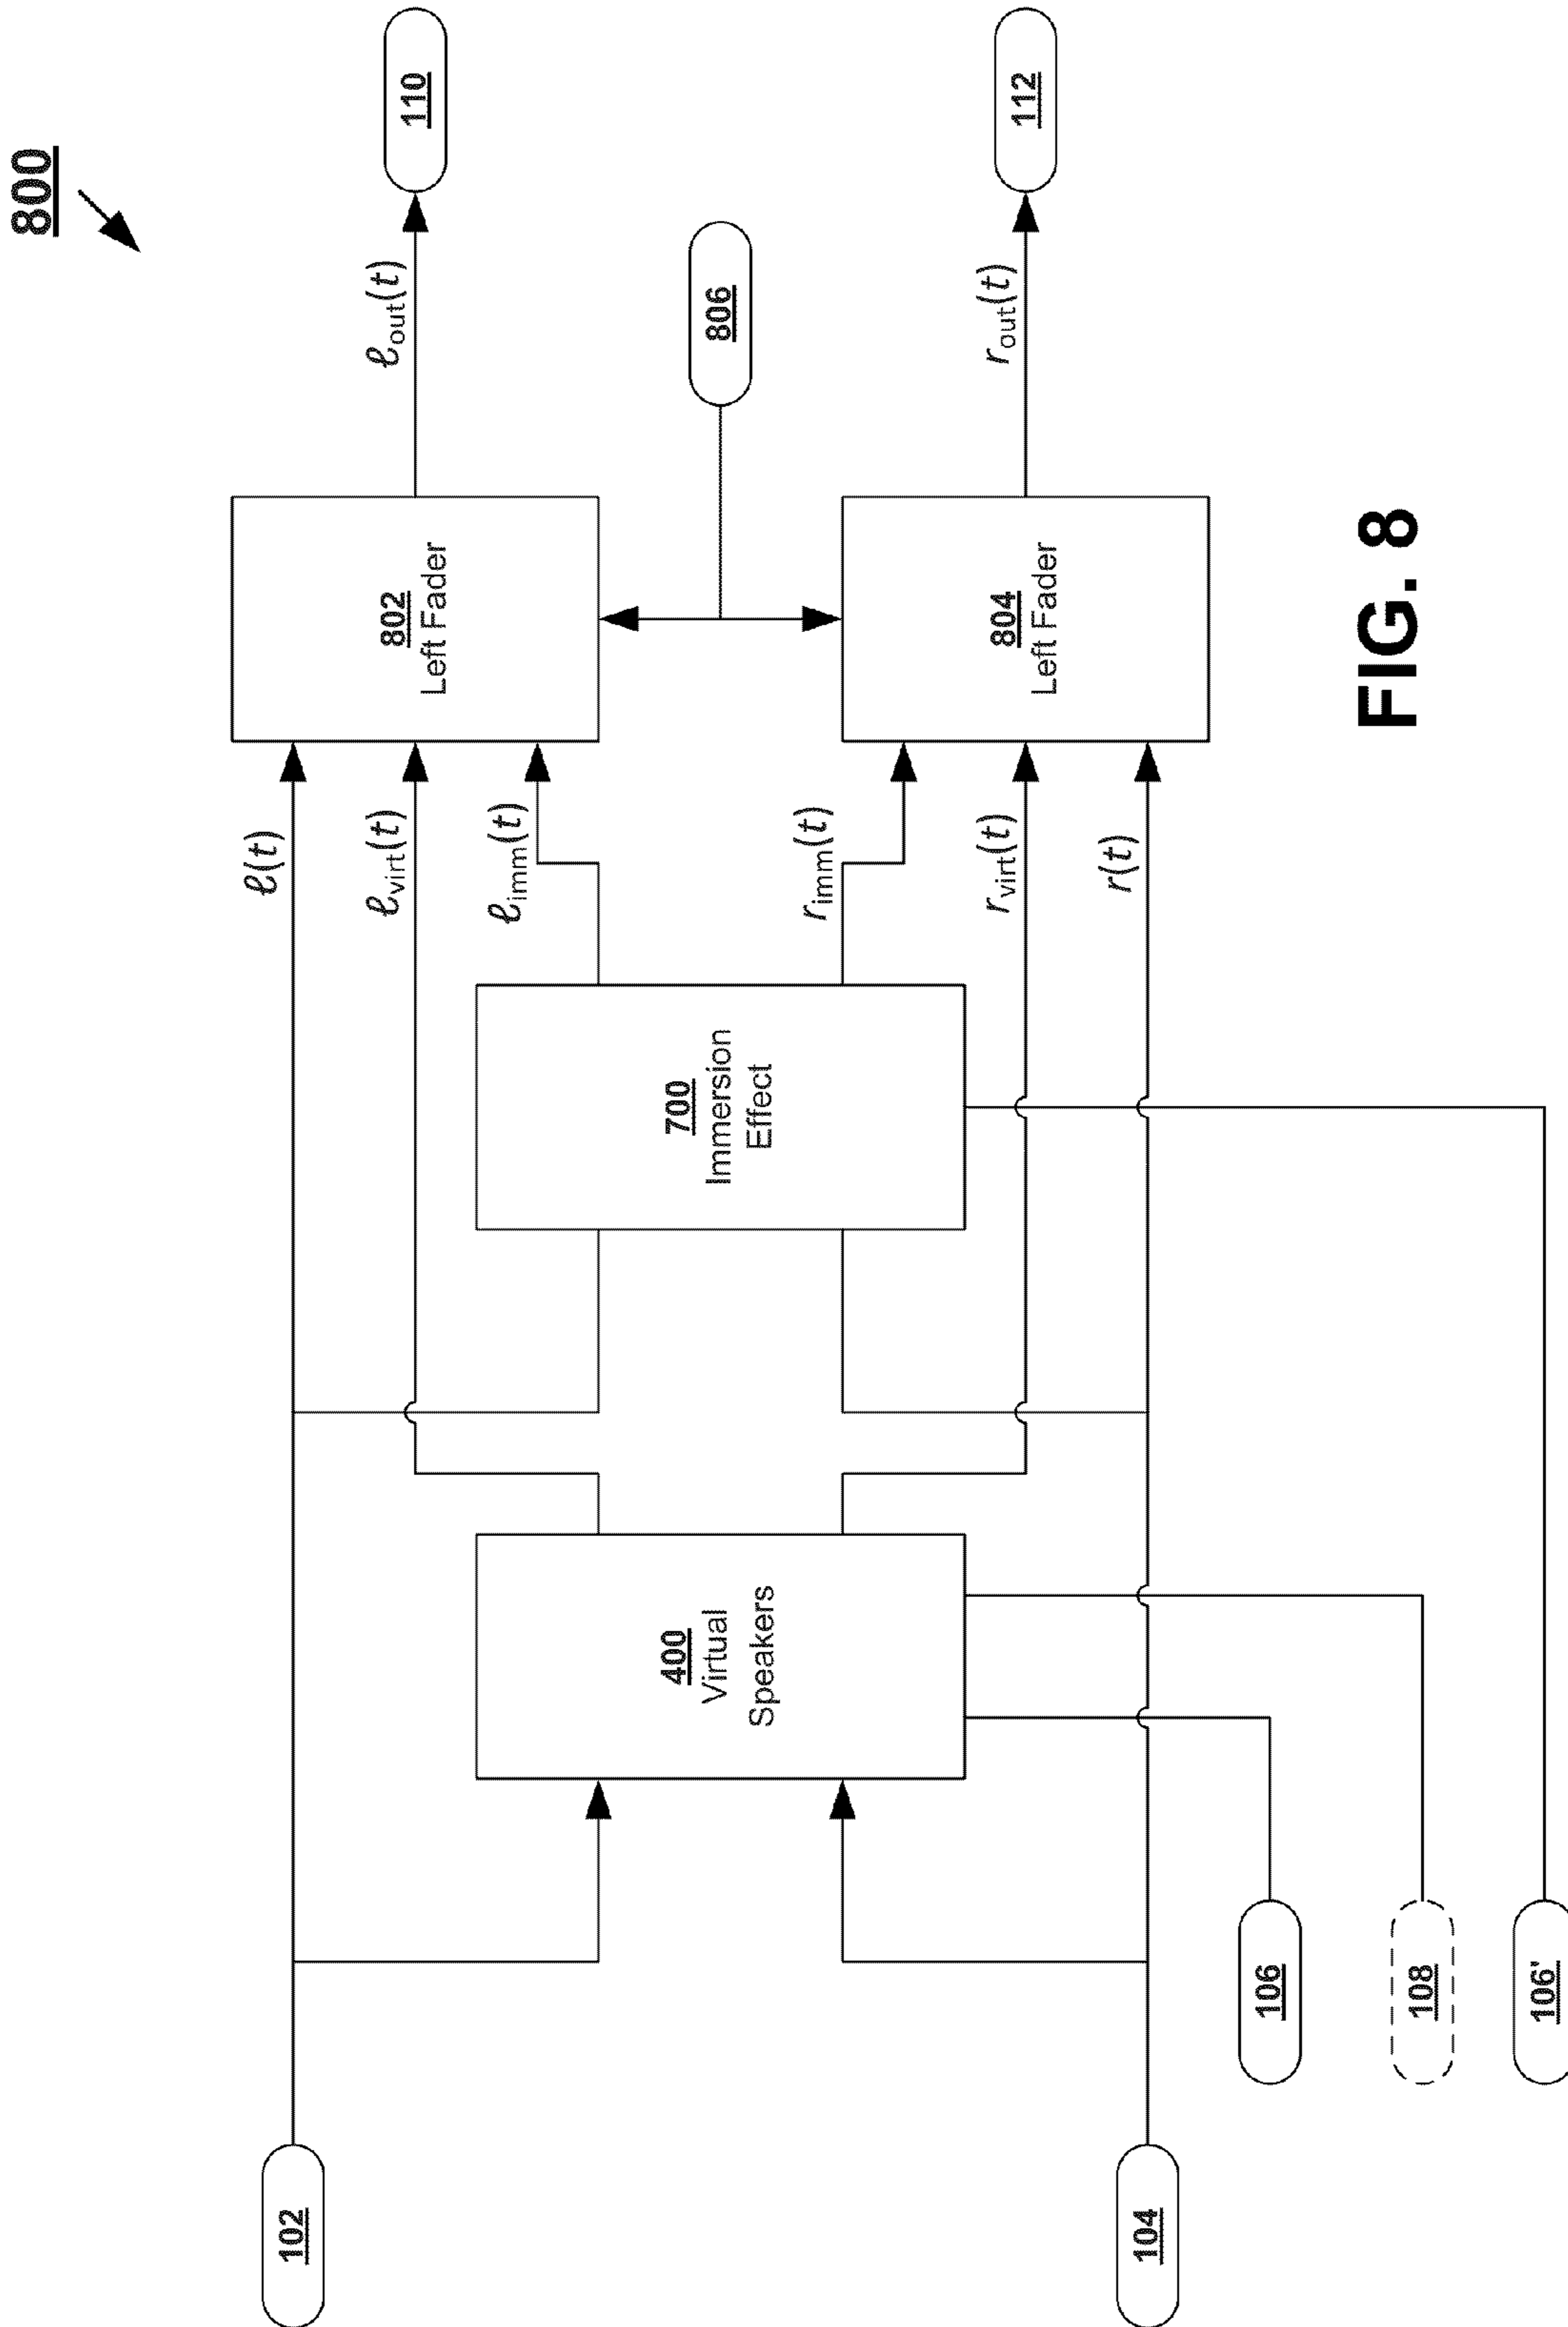 800
102
104
106
108
106'
400
Virtual
Speakers
700
Immersion
Effect
ℓ(t)
ℓvirt(t)
ℓimm(t)
rimm(t)
rvirt(t)
r(t)
802
Left Fader
804
Left Fader
806
ℓout(t)
rout(t)
110
112
FIG. 8